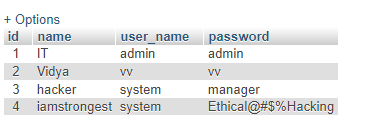 + Options
id name user_name password
1 IT admin admin
2 Vidya vv vv
3 hacker system manager
4 iamstrongest system Ethical@#$%Hacking